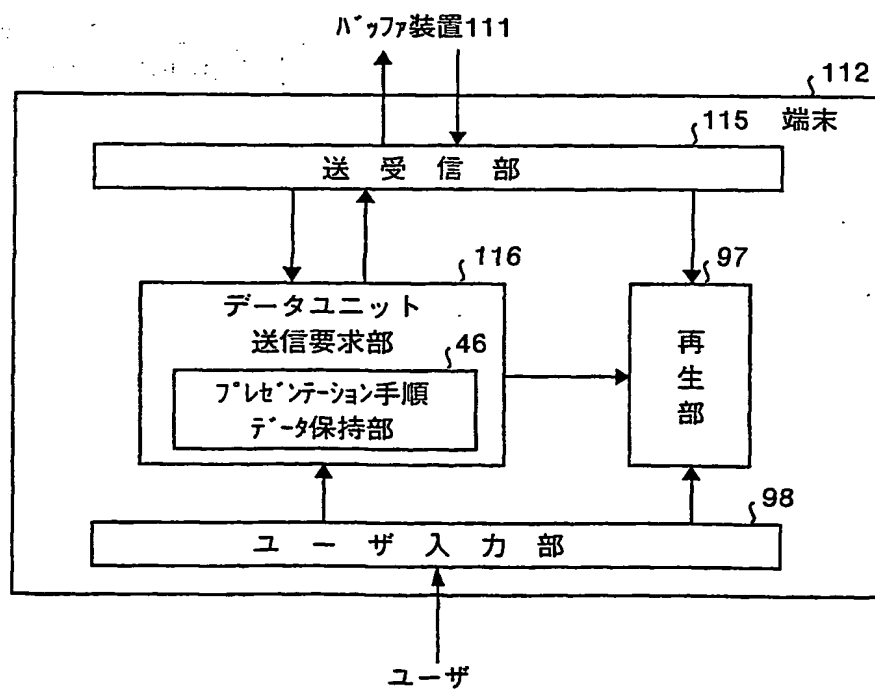 バッファ装置111
112
115 端末
送受信部
116
97
データユニット
送信要求部
46
プレゼンテーション手順
データ保持部
再生部
98
ユーザ入力部
ユーザ